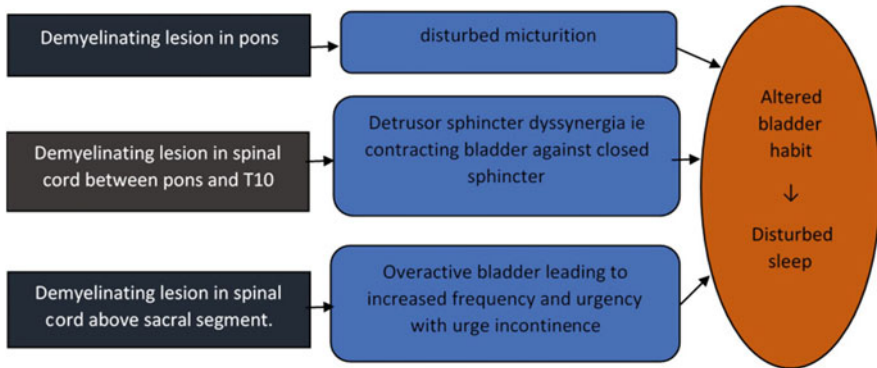 Demyelinating lesion in pons
disturbed micturition
Demyelinating lesion in spinal
cord between pons and T10
Detrusor sphincter dyssynergia ie
contracting bladder against closed
sphincter
Demyelinating lesion in spinal
cord above sacral segment.
Overactive bladder leading to
increased frequency and urgency
with urge incontinence
Altered
bladder
habit
↓
Disturbed
sleep